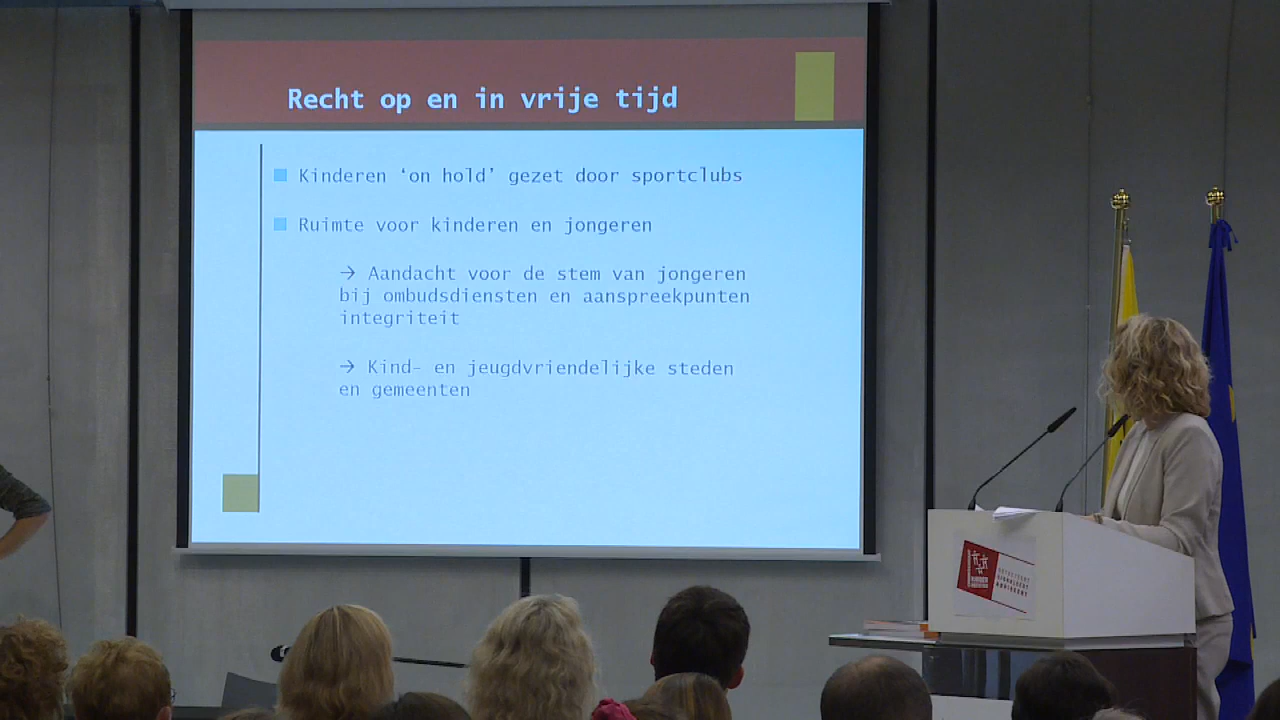 Recht op en in vrije tijd
Kinderen ‘on hold’ gezet door sportclubs
Ruimte voor kinderen en jongeren
→ Aandacht voor de stem van jongeren
bij ombudsdiensten en aanspreekpunten
integriteit
→ Kind- en jeugdvriendelijke steden
en gemeenten